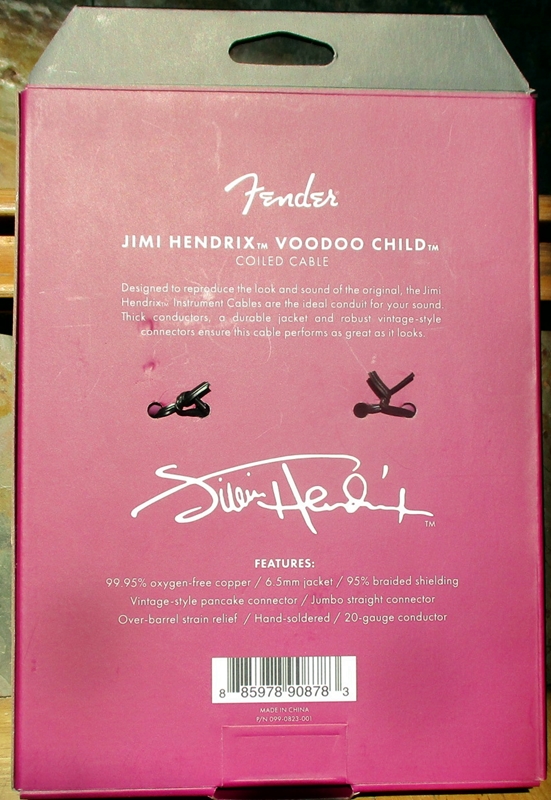 Fender
JIMI HENDRIX™ VOODOO CHILD™
COILED CABLE
Designed to reproduce the look and sound of the original, the Jimi
Hendrix™ Instrument Cables are the ideal conduit for your sound.
Thick conductors, a durable jacket and robust vintage-style
connectors ensure this cable performs as great as it looks.
Jimi Hendrix™
FEATURES:
99.95% oxygen-free copper / 6.5mm jacket / 95% braided shielding
Vintage-style pancake connector / Jumbo straight connector
Over-barrel strain relief / Hand-soldered / 20-gauge conductor
8 85978 90878 3
MADE IN CHINA
P/N 099-0823-001